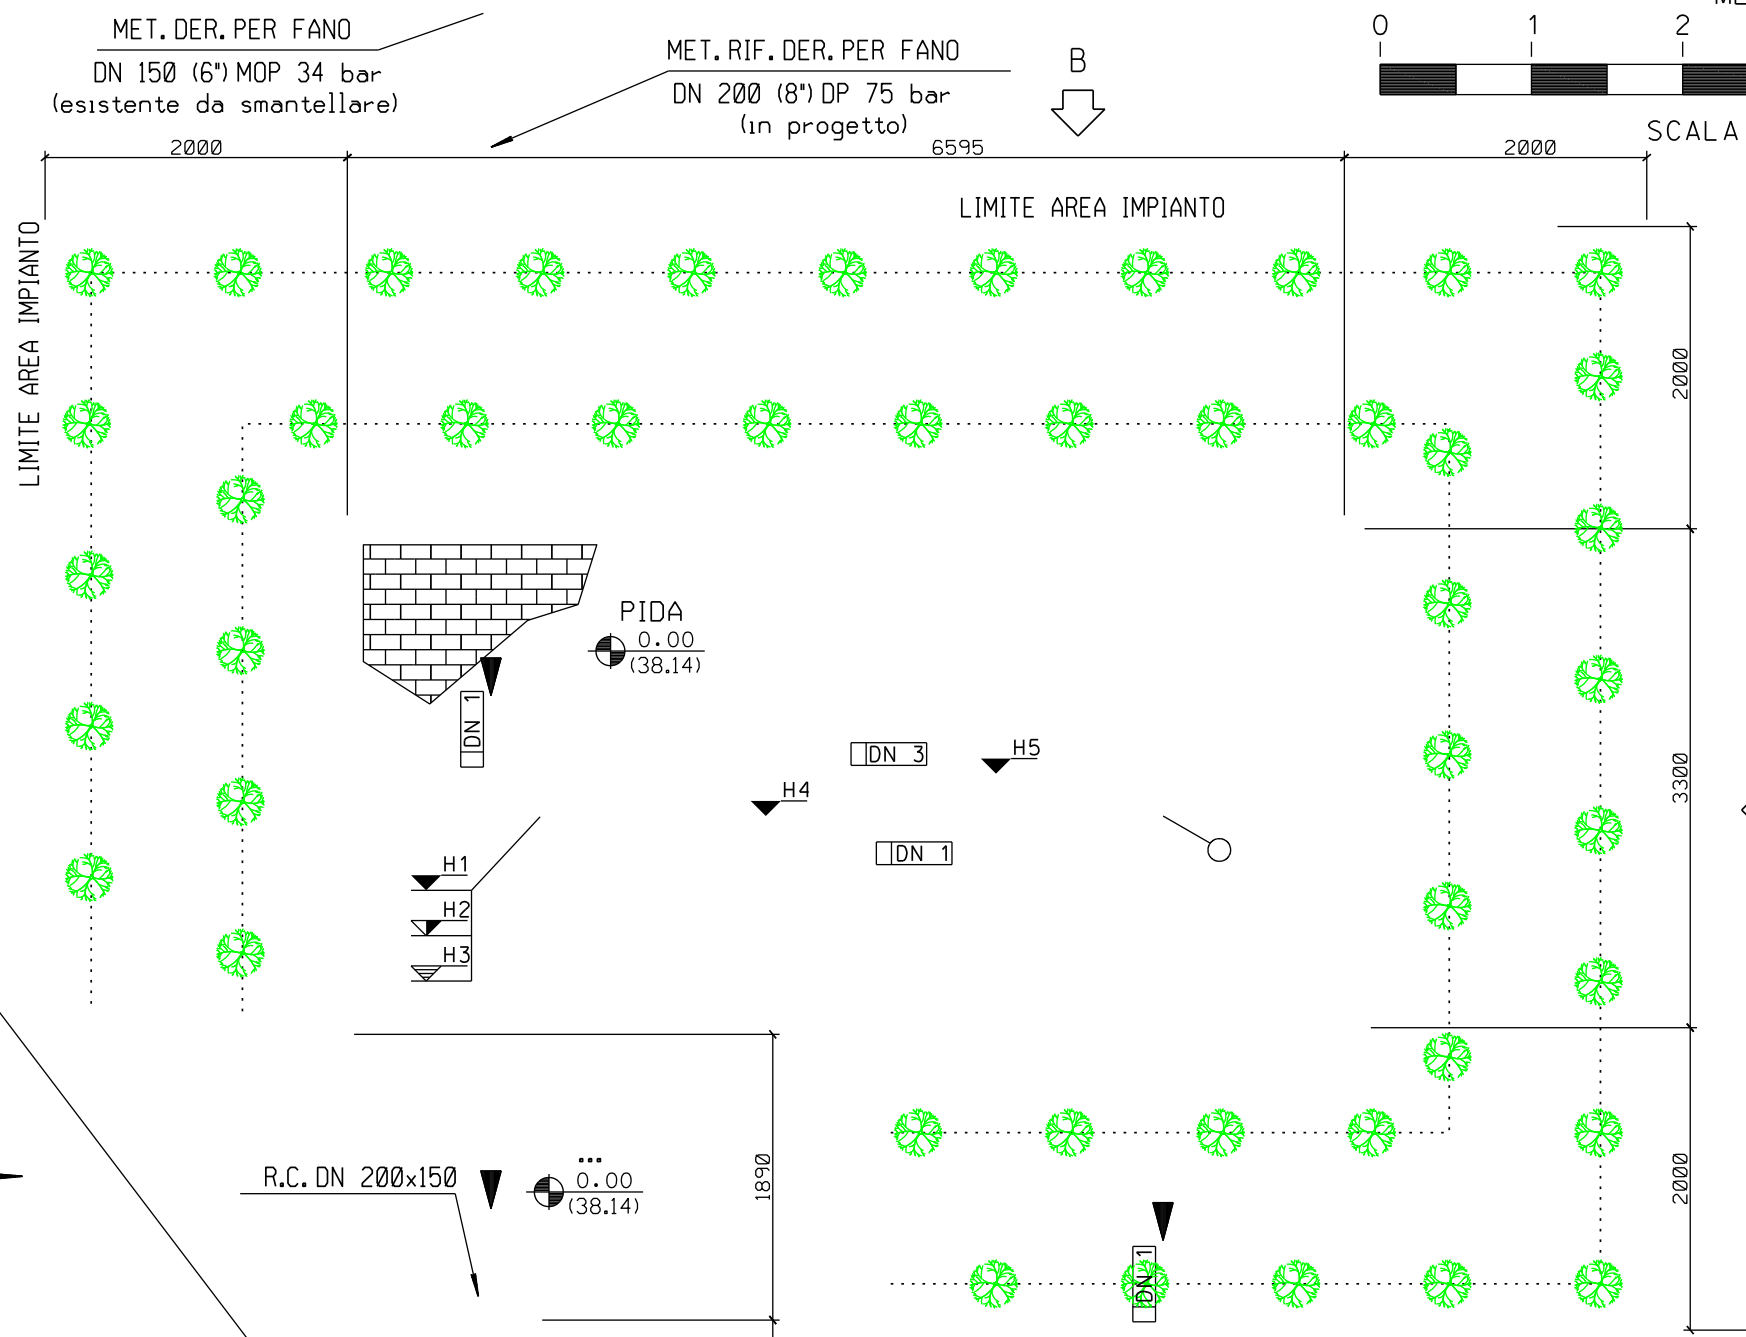 MET.DER.PER FANO
DN 150 (6") MOP 34 bar
(esistente da smantellare)
MET.RIF.DER.PER FANO
DN 200 (8") DP 75 bar
(in progetto)
B
0 1 2
SCALA
2000
6595
2000
LIMITE AREA IMPIANTO
LIMITE AREA IMPIANTO
2000
PIDA
0.00
(38.14)
DN 1
DN 3
H5
H4
3300
DN 1
H1
H2
H3
R.C. DN 200x150
...
0.00
(38.14)
1890
2000
DN 1